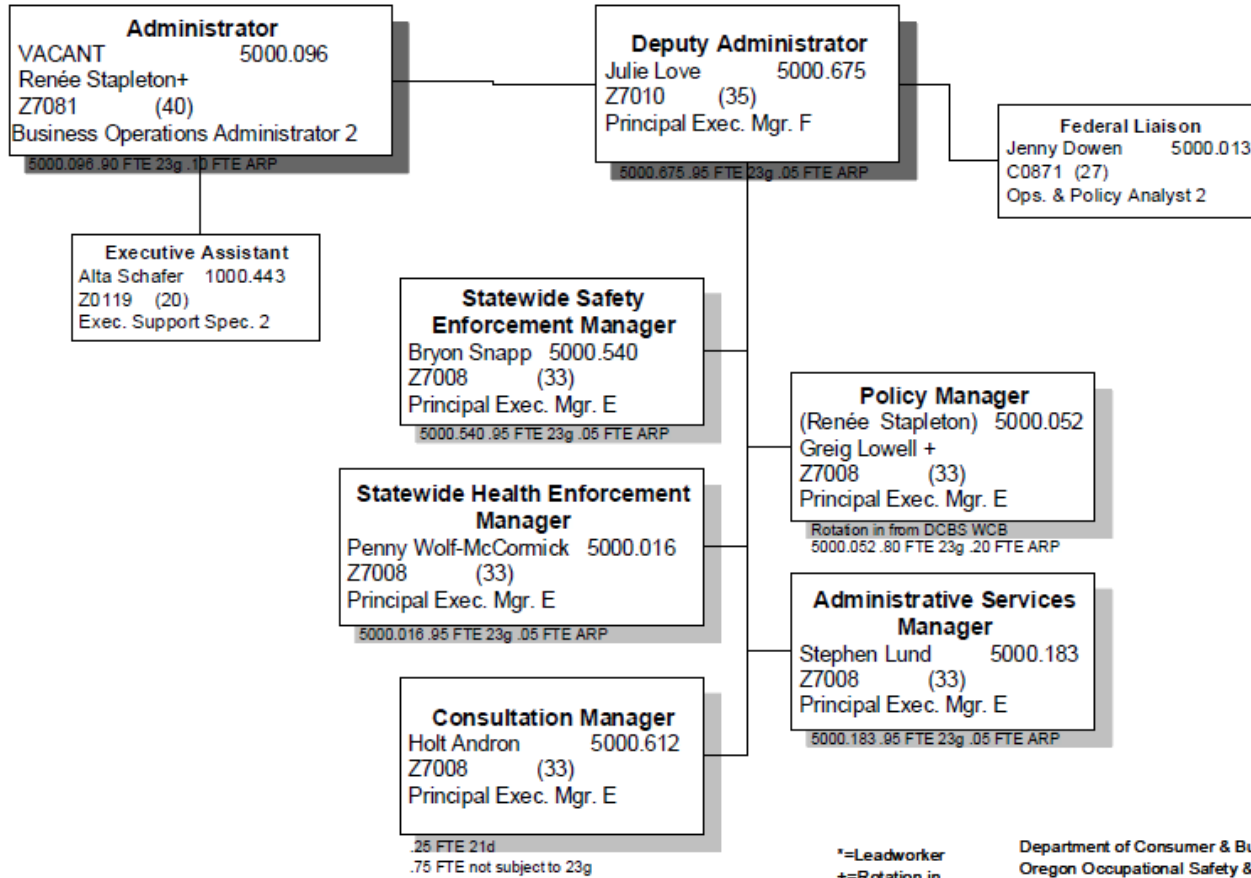 Administrator
VACANT 5000.096
Renée Stapleton+
Z7081 (40)
Business Operations Administrator 2
5000.096 .90 FTE 23g .10 FTE ARP
Deputy Administrator
Julie Love 5000.675
Z7010 (35)
Principal Exec. Mgr. F
5000.675 .95 FTE 23g .05 FTE ARP
Federal Liaison
Jenny Dowen 5000.013
C0871 (27)
Ops. & Policy Analyst 2
Executive Assistant
Alta Schafer 1000.443
Z0119 (20)
Exec. Support Spec. 2
Statewide Safety
Enforcement Manager
Bryon Snapp 5000.540
Z7008 (33)
Principal Exec. Mgr. E
5000.540 .95 FTE 23g .05 FTE ARP
Policy Manager
(Renée Stapleton) 5000.052
Greig Lowell +
Z7008 (33)
Principal Exec. Mgr. E
Rotation in from DCBS WCB
5000.052 .80 FTE 23g .20 FTE ARP
Statewide Health Enforcement
Manager
Penny Wolf-McCormick 5000.016
Z7008 (33)
Principal Exec. Mgr. E
5000.016 .95 FTE 23g .05 FTE ARP
Administrative Services
Manager
Stephen Lund 5000.183
Z7008 (33)
Principal Exec. Mgr. E
5000.183 .95 FTE 23g .05 FTE ARP
Consultation Manager
Holt Andron 5000.612
Z7008 (33)
Principal Exec. Mgr. E
.25 FTE 21d
.75 FTE not subject to 23g
*=Leadworker
+=Rotation in
Department of Consumer & Bu
Oregon Occupational Safety &